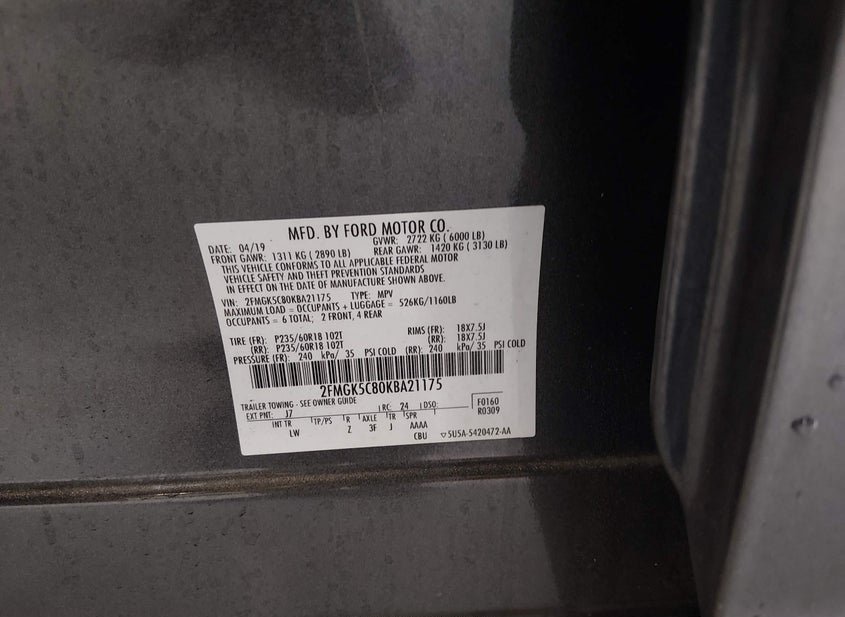 MFD. BY FORD MOTOR CO.
DATE: 04/19 GVWR: 2722 KG ( 6000 LB)
FRONT GAWR: 1311 KG ( 2890 LB) REAR GAWR: 1420 KG ( 3130 LB)
THIS VEHICLE CONFORMS TO ALL APPLICABLE FEDERAL MOTOR
VEHICLE SAFETY AND THEFT PREVENTION STANDARDS
IN EFFECT ON THE DATE OF MANUFACTURE SHOWN ABOVE.
VIN: 2FMGK5C80KBA21175 TYPE: MPV
MAXIMUM LOAD = OCCUPANTS + LUGGAGE = 526KG/1160LB
OCCUPANTS = 6 TOTAL; 2 FRONT, 4 REAR
TIRE (FR): P235/60R18 102T RIMS (FR): 18X7.5J
(RR): P235/60R18 102T (RR): 18X7.5J
PRESSURE (FR): 240 kPa/ 35 PSI COLD (RR): 240 kPa/ 35 PSI COLD
2FMGK5C80KBA21175
TRAILER TOWING - SEE OWNER GUIDE
EXT PNT: J7 RC: 24 DSO: F0160
R0309
INT TR TP/PS R AXLE TR SPR AAAA
LW Z 3F J CBU 5U5A-5420472-AA